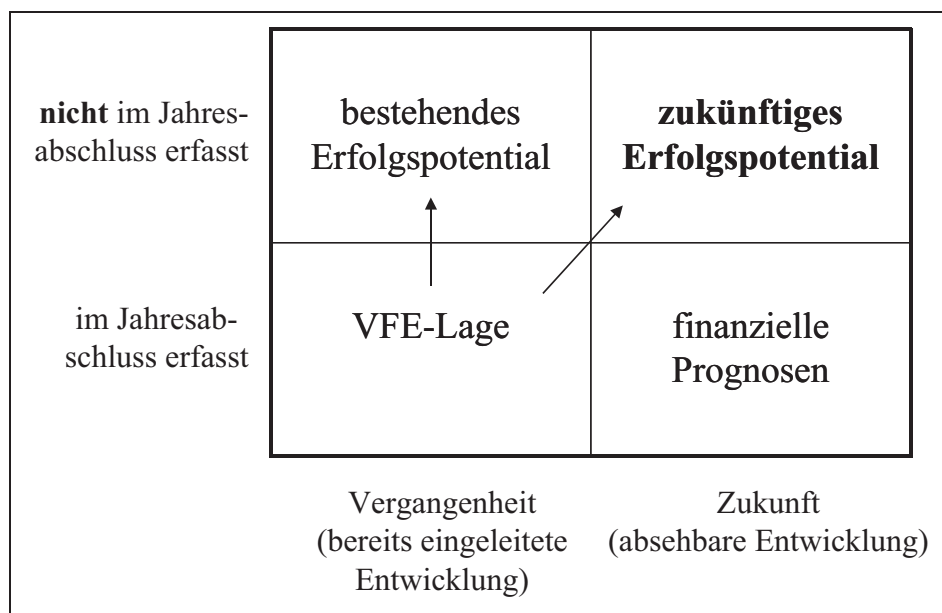 nicht im Jahres-
abschluss erfasst
bestehendes
Erfolgspotential
zukünftiges
Erfolgspotential
im Jahresab-
schluss erfasst
VFE-Lage
finanzielle
Prognosen
Vergangenheit
(bereits eingeleitete
Entwicklung)
Zukunft
(absehbare Entwicklung)